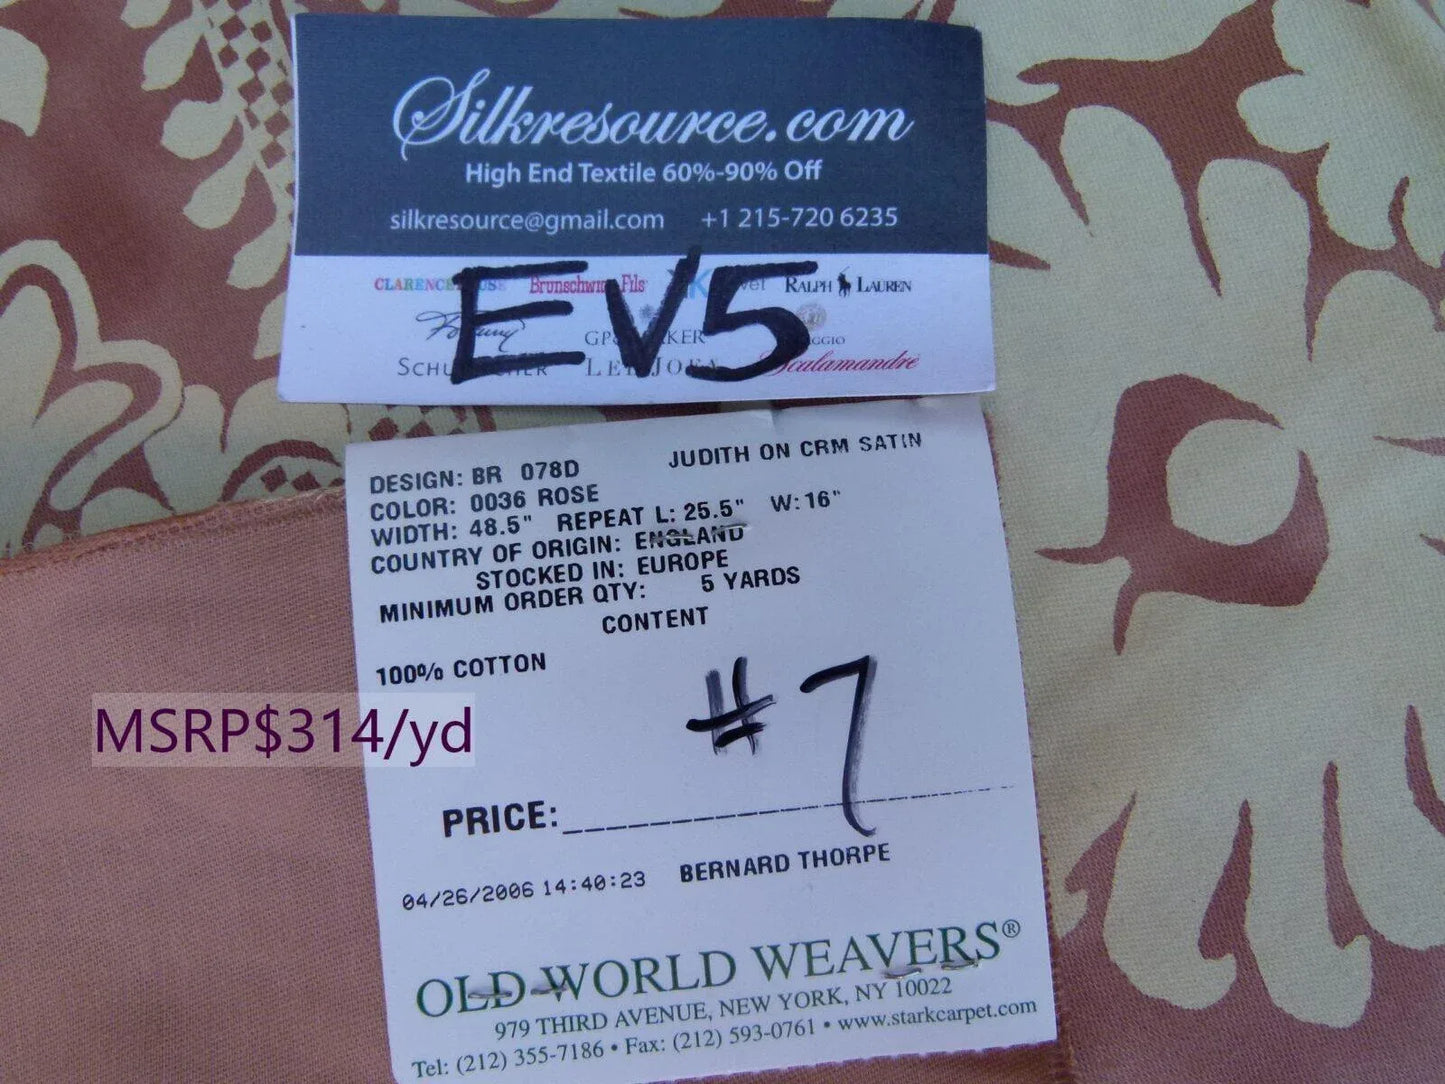 Silkresource.com
High End Textile 60%-90% Off
silkresource@gmail.com +1 215-720 6235
Brunschwig Fils RALPH LAUREN
EV5
Scalamandré
DESIGN: BR 078D JUDITH ON CRM SATIN
COLOR: 0036 ROSE
WIDTH: 48.5" REPEAT L: 25.5" W: 16"
COUNTRY OF ORIGIN: ENGLAND
STOCKED IN: EUROPE
MINIMUM ORDER QTY: 5 YARDS
CONTENT
100% COTTON
#7
MSRP$314/yd
PRICE:
04/26/2006 14:40:23 BERNARD THORPE
OLD WORLD WEAVERS®
979 THIRD AVENUE, NEW YORK, NY 10022
Tel: (212) 355-7186 • Fax: (212) 593-0761 • www.starkcarpet.com